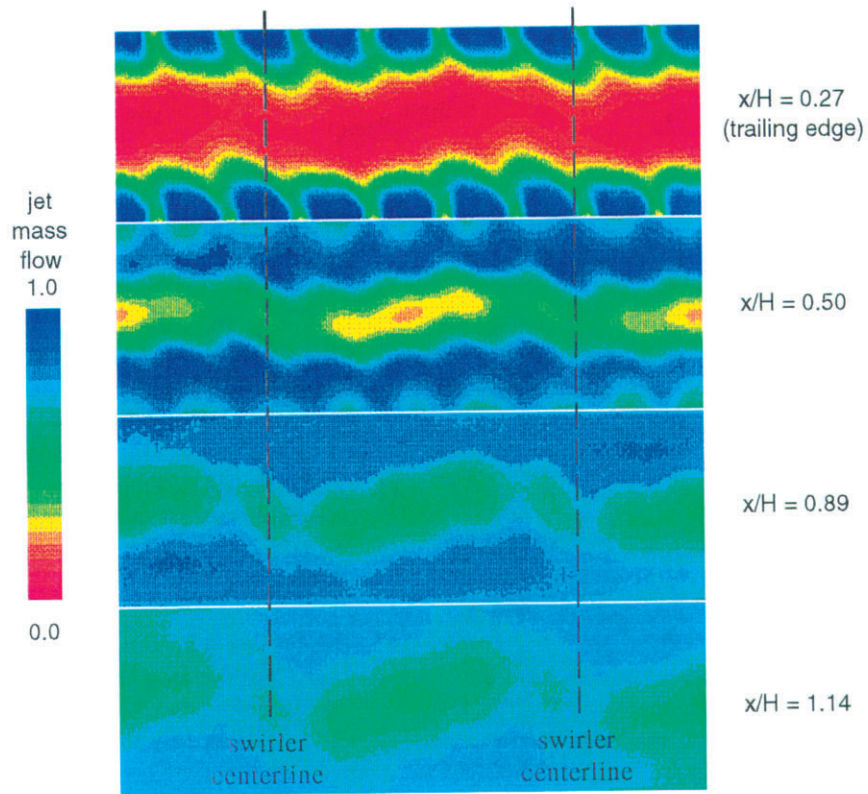 x/H = 0.27
(trailing edge)
jet
mass
flow
1.0
x/H = 0.50
x/H = 0.89
0.0
x/H = 1.14
swirler
centerline
swirler
centerline